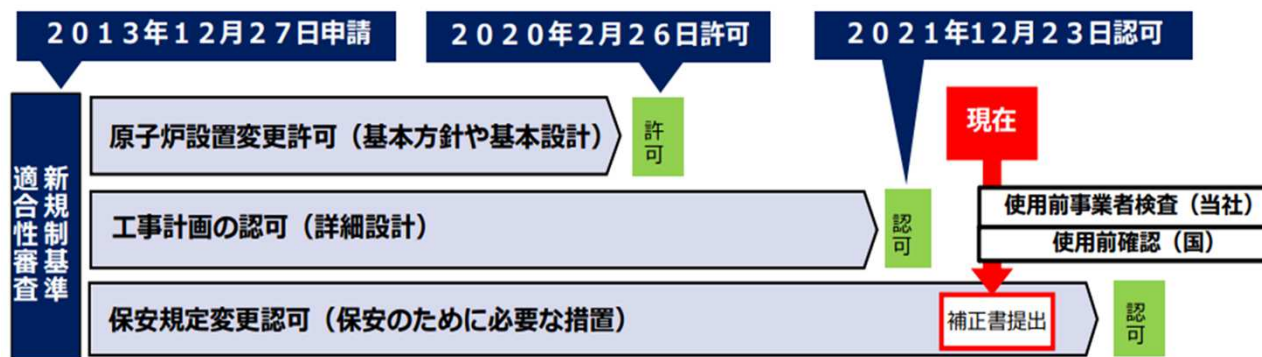 ２０１３年１２月２７日申請
２０２０年２月２６日許可
２０２１年１２月２３日認可
新規制基準
適合性審査
原子炉設置変更許可（基本方針や基本設計）
許可
現在
工事計画の認可（詳細設計）
認可
使用前事業者検査（当社）
使用前確認（国）
保安規定変更認可（保安のために必要な措置）
補正書提出
認可